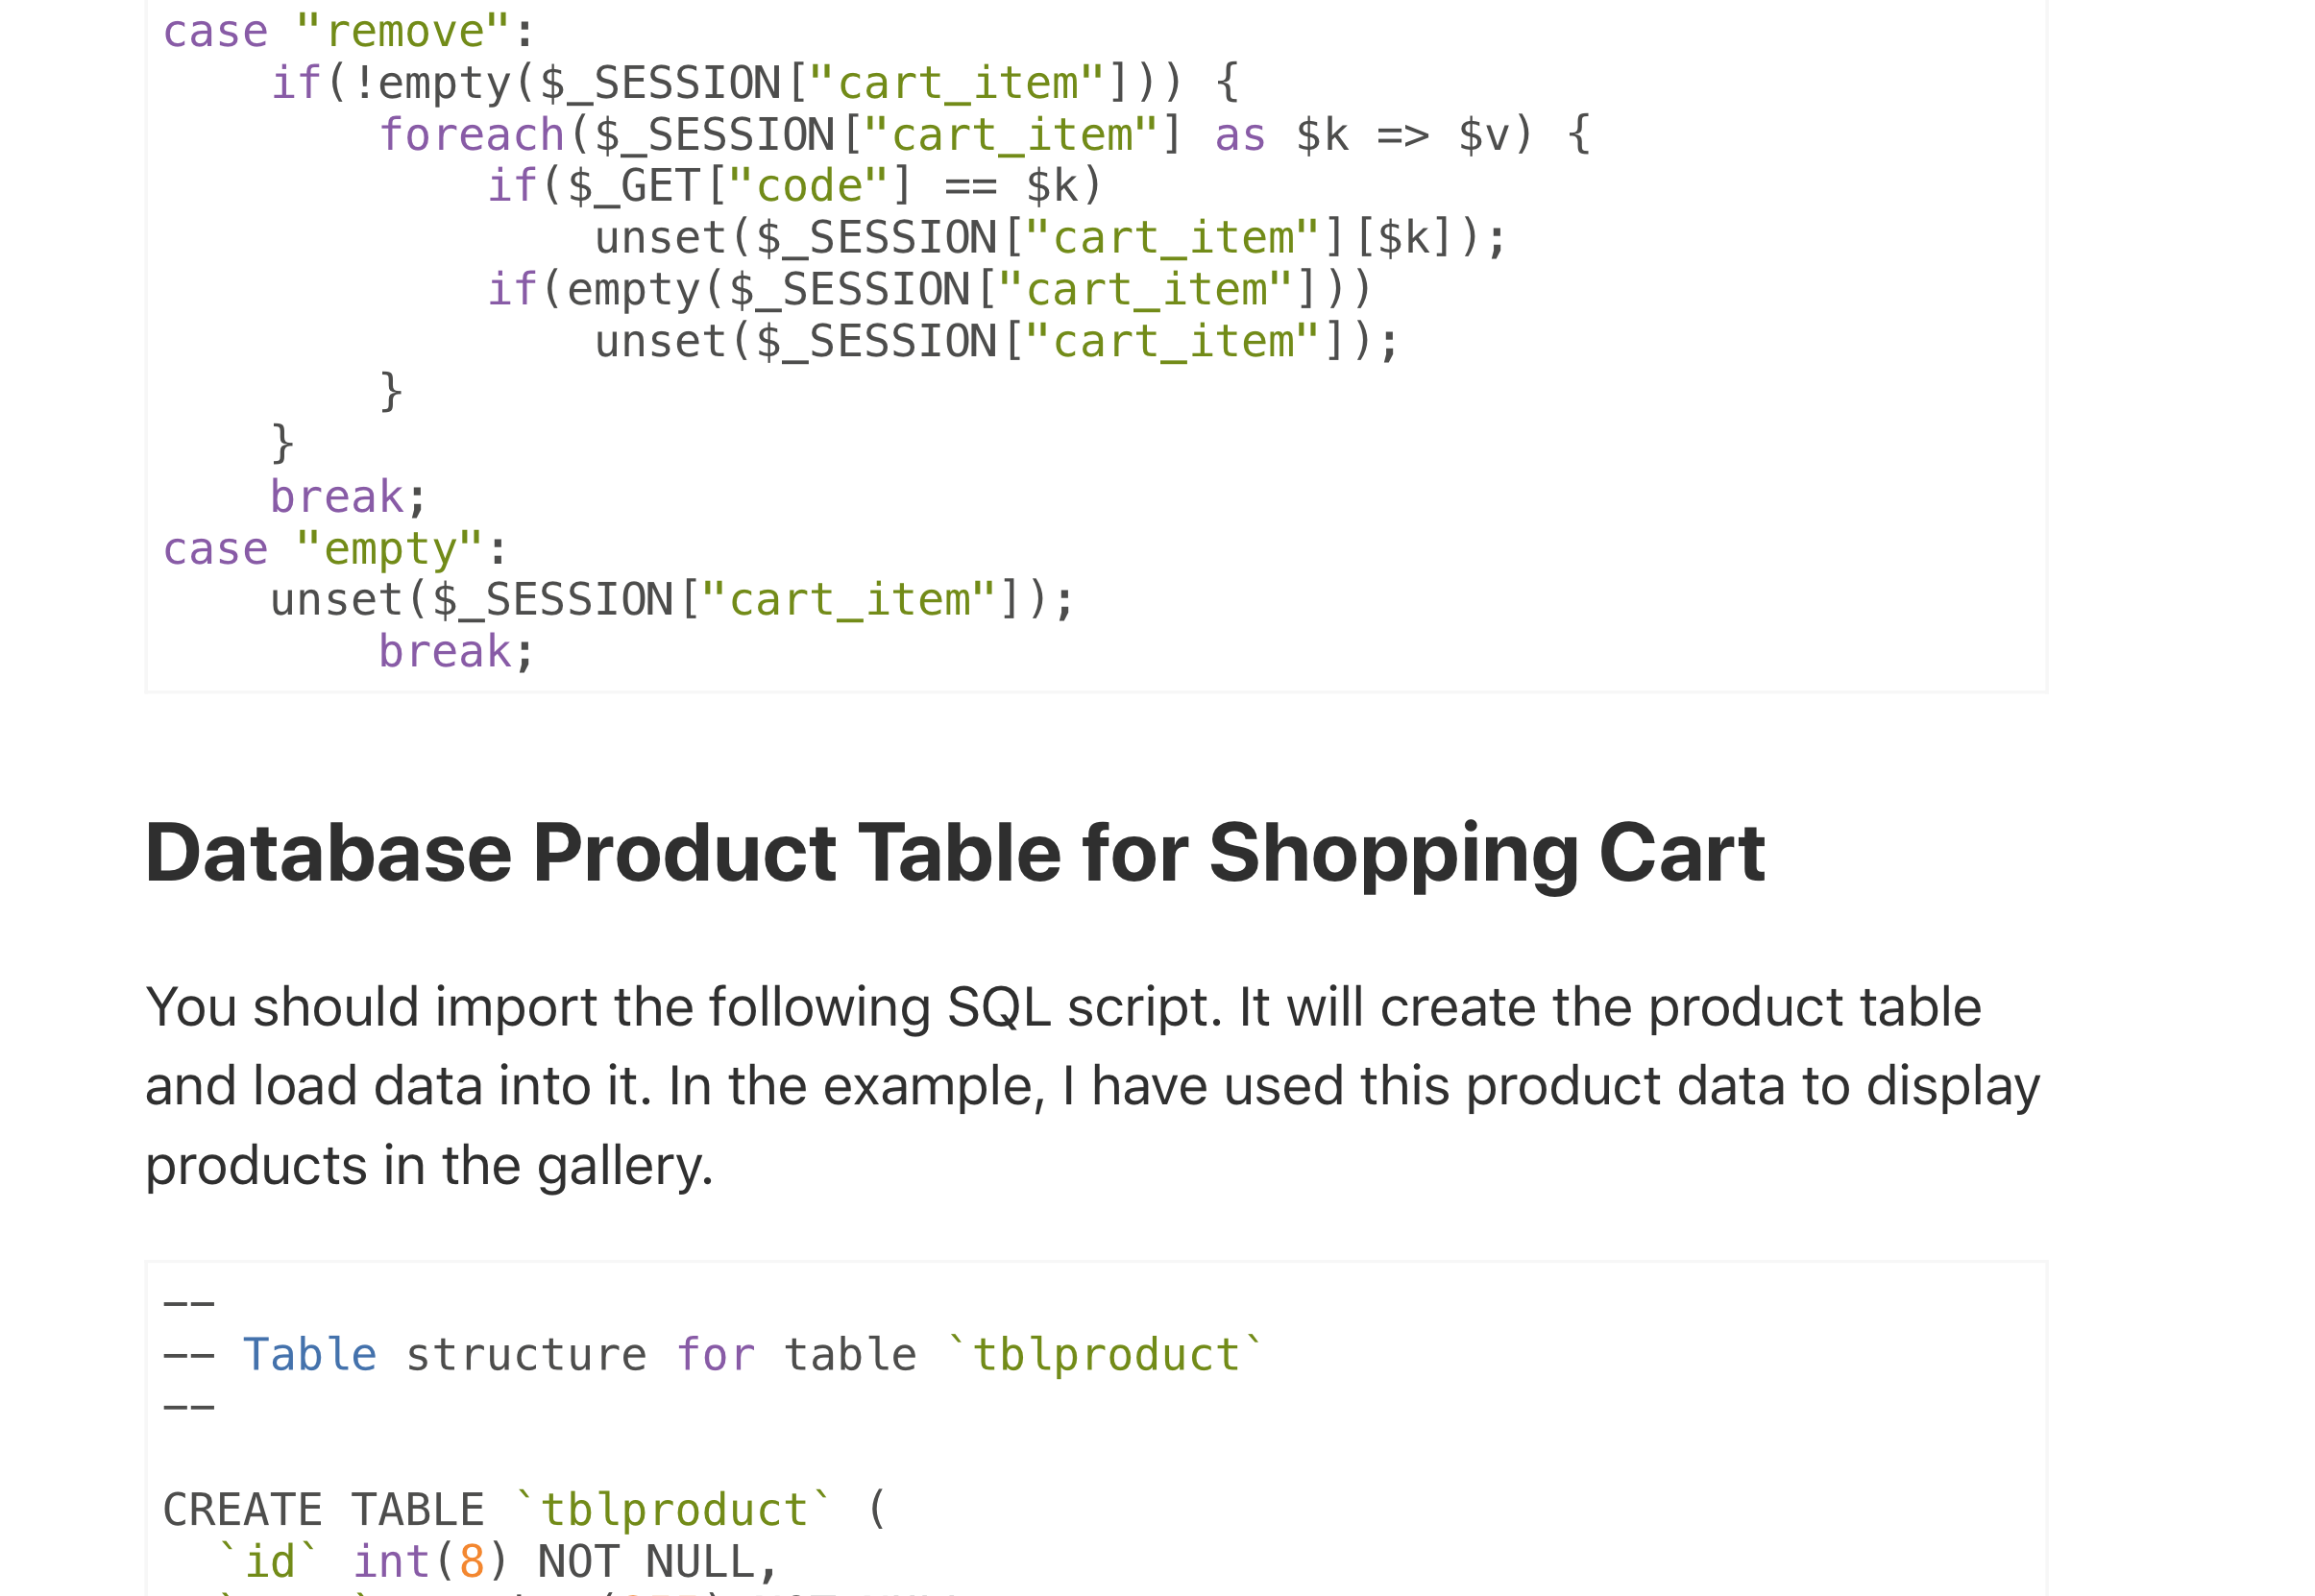 case "remove":
    if(!empty($_SESSION["cart_item"])) {
        foreach($_SESSION["cart_item"] as $k => $v) {
            if($_GET["code"] == $k)
                unset($_SESSION["cart_item"][$k]);
            if(empty($_SESSION["cart_item"]))
                unset($_SESSION["cart_item"]);
        }
    }
    break;
case "empty":
    unset($_SESSION["cart_item"]);
        break;
Database Product Table for Shopping Cart
You should import the following SQL script. It will create the product table
and load data into it. In the example, I have used this product data to display
products in the gallery.
--
-- Table structure for table `tblproduct`
--
CREATE TABLE `tblproduct` (
  `id` int(8) NOT NULL,